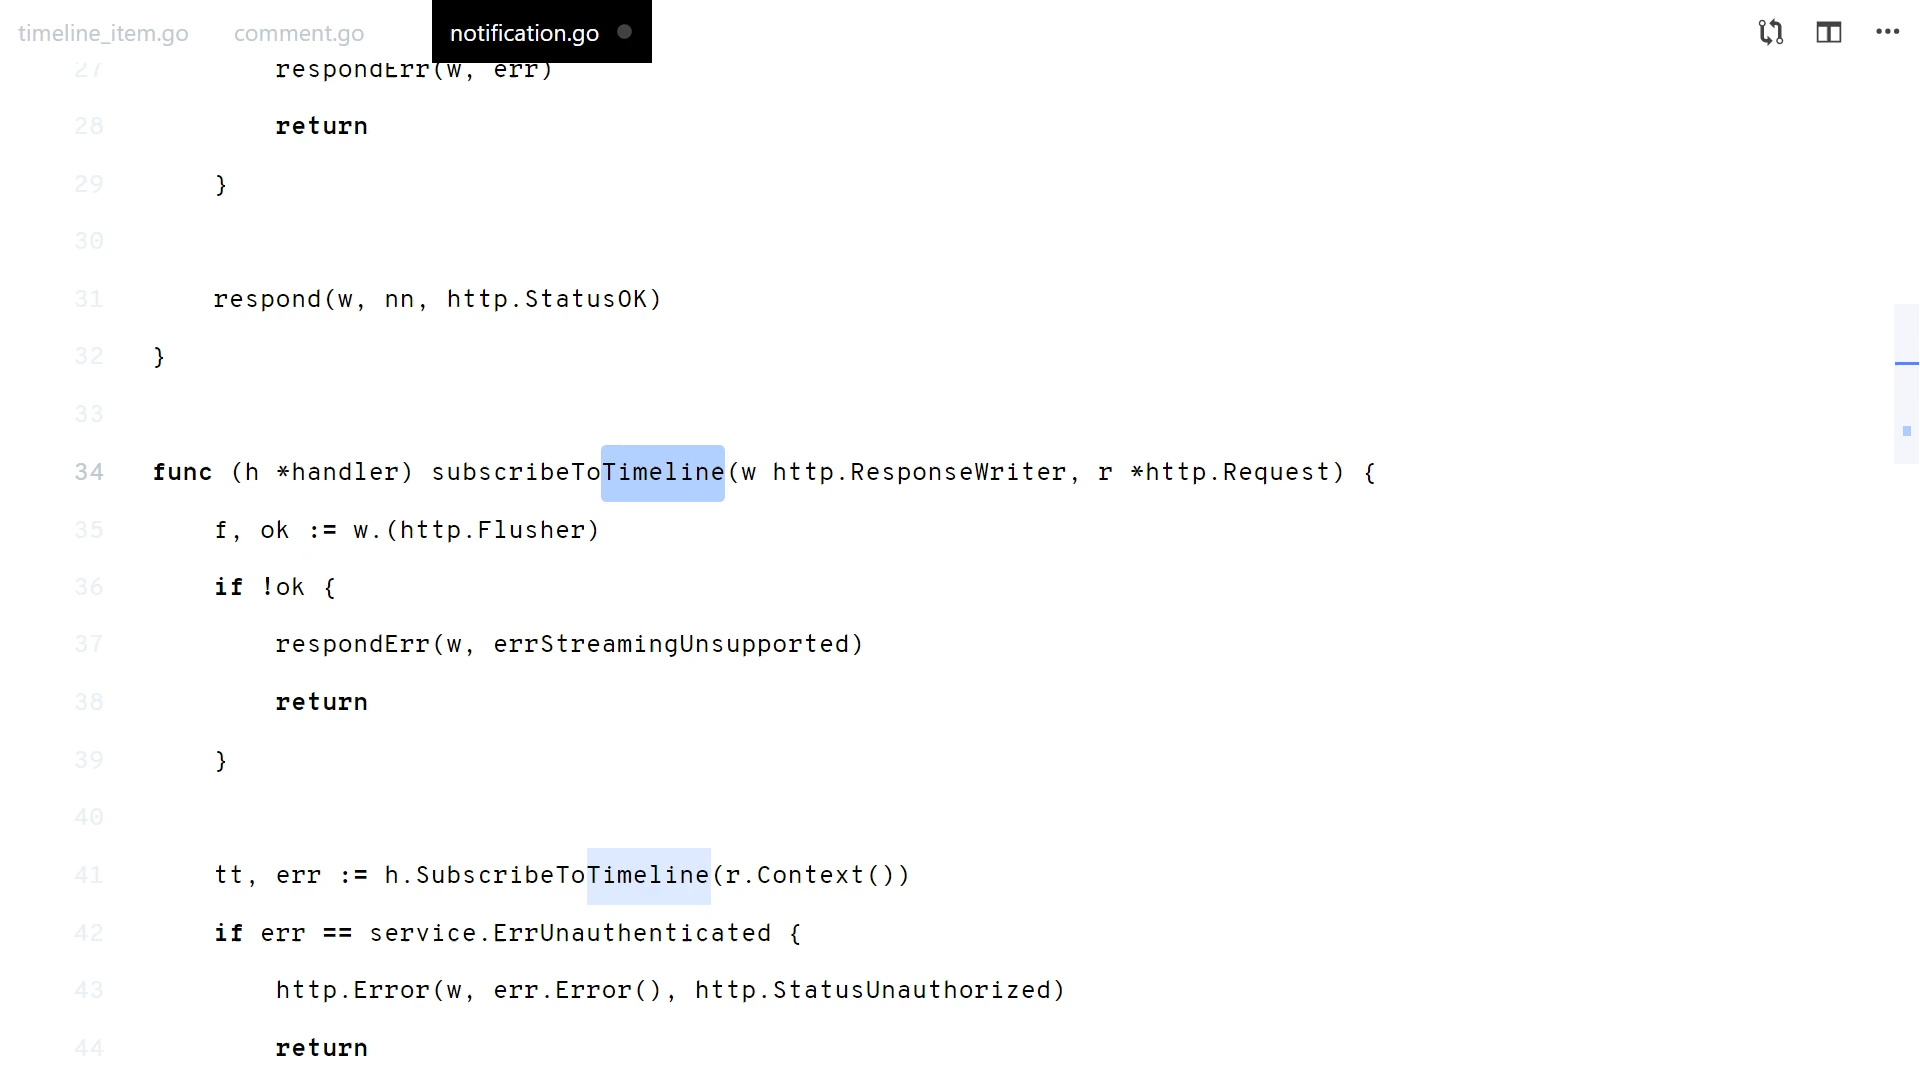 timeline_item.go comment.go notification.go
27 respondErr(w, err)
28 return
29 }
30
31 respond(w, nn, http.StatusOK)
32 }
33
34 func (h *handler) subscribeToTimeline(w http.ResponseWriter, r *http.Request) {
35 f, ok := w.(http.Flusher)
36 if !ok {
37 respondErr(w, errStreamingUnsupported)
38 return
39 }
40
41 tt, err := h.SubscribeToTimeline(r.Context())
42 if err == service.ErrUnauthenticated {
43 http.Error(w, err.Error(), http.StatusUnauthorized)
44 return